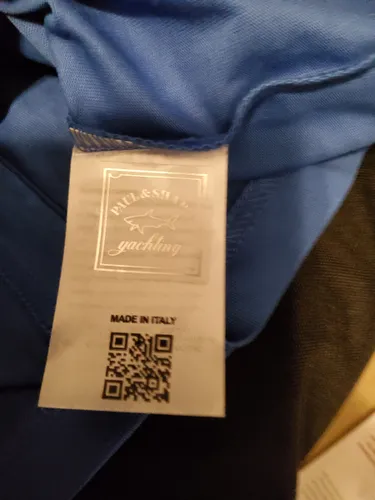 PAUL & SHARK
yachting
MADE IN ITALY